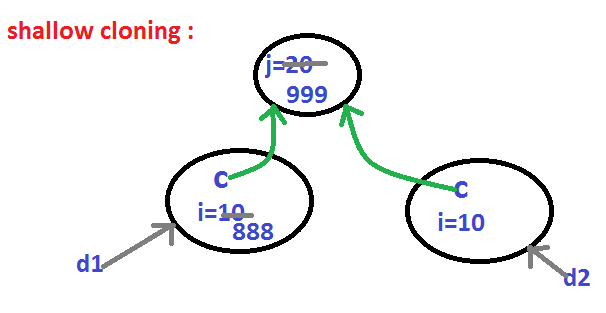 shallow cloning :
j=20
999
c
i=10
888
d1
c
i=10
d2